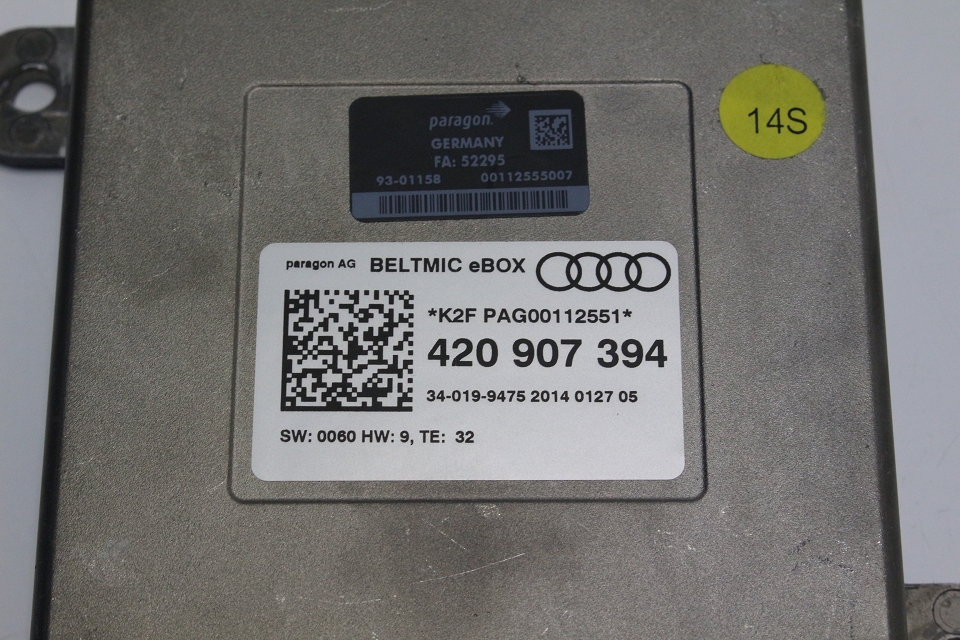 14S
paragon
GERMANY
FA: 52295
93-01158 00112555007
paragon AG BELTMIC eBOX
*K2F PAG00112551*
420 907 394
34-019-9475 2014 0127 05
SW: 0060 HW: 9, TE: 32